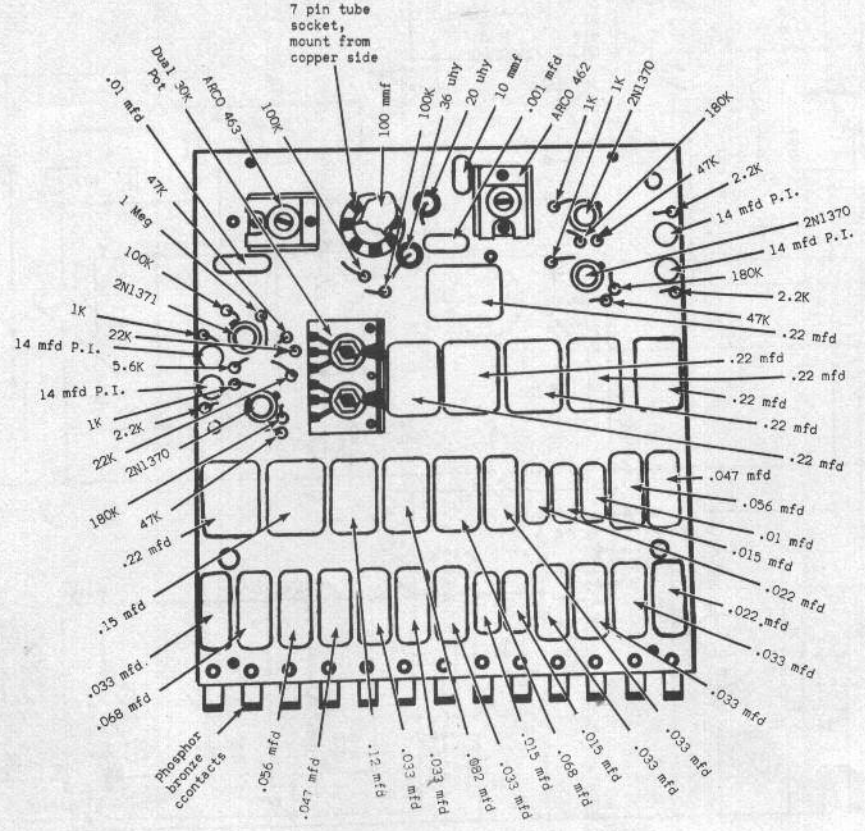 7 pin tube
socket,
mount from
copper side
Dual 30K
Pot
.01 mfd
ARCO 463
100K
100 mmf
100K
36 uhy
20 uhy
10 mmf
.001 mfd
ARCO 462
1K
1K
2N1370
180K
47K
2.2K
14 mfd P.I.
2N1370
14 mfd P.I.
180K
2.2K
47K
.22 mfd
.22 mfd
.22 mfd
.22 mfd
.22 mfd
.22 mfd
.047 mfd
.056 mfd
.01 mfd
.015 mfd
.022 mfd
.022 mfd
.033 mfd
.033 mfd
47K
1 Meg
100K
2N1371
1K
22K
14 mfd P.I.
5.6K
14 mfd P.I.
1K
2.2K
22K
2N1370
180K
47K
.22 mfd
.15 mfd
.033 mfd.
.068 mfd
Phosphor
bronze
ccontacts
.056 mfd
.047 mfd
.12 mfd
.033 mfd
.033 mfd
.082 mfd
.033 mfd
.015 mfd
.068 mfd
.015 mfd
.033 mfd
.033 mfd